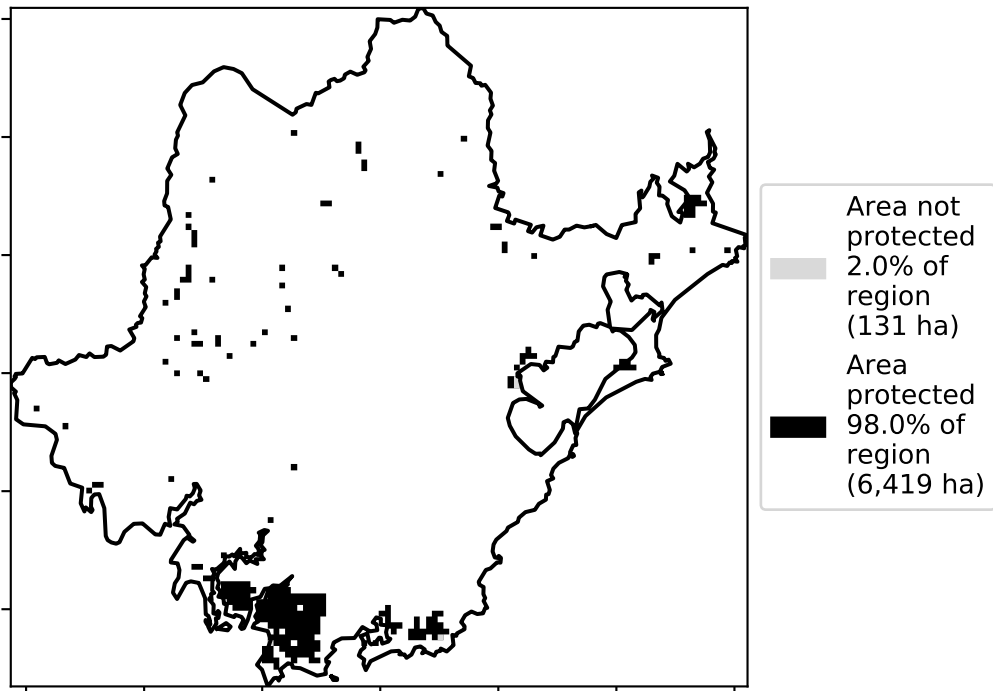 Area not
protected
2.0% of
region
(131 ha)
Area
protected
98.0% of
region
(6,419 ha)